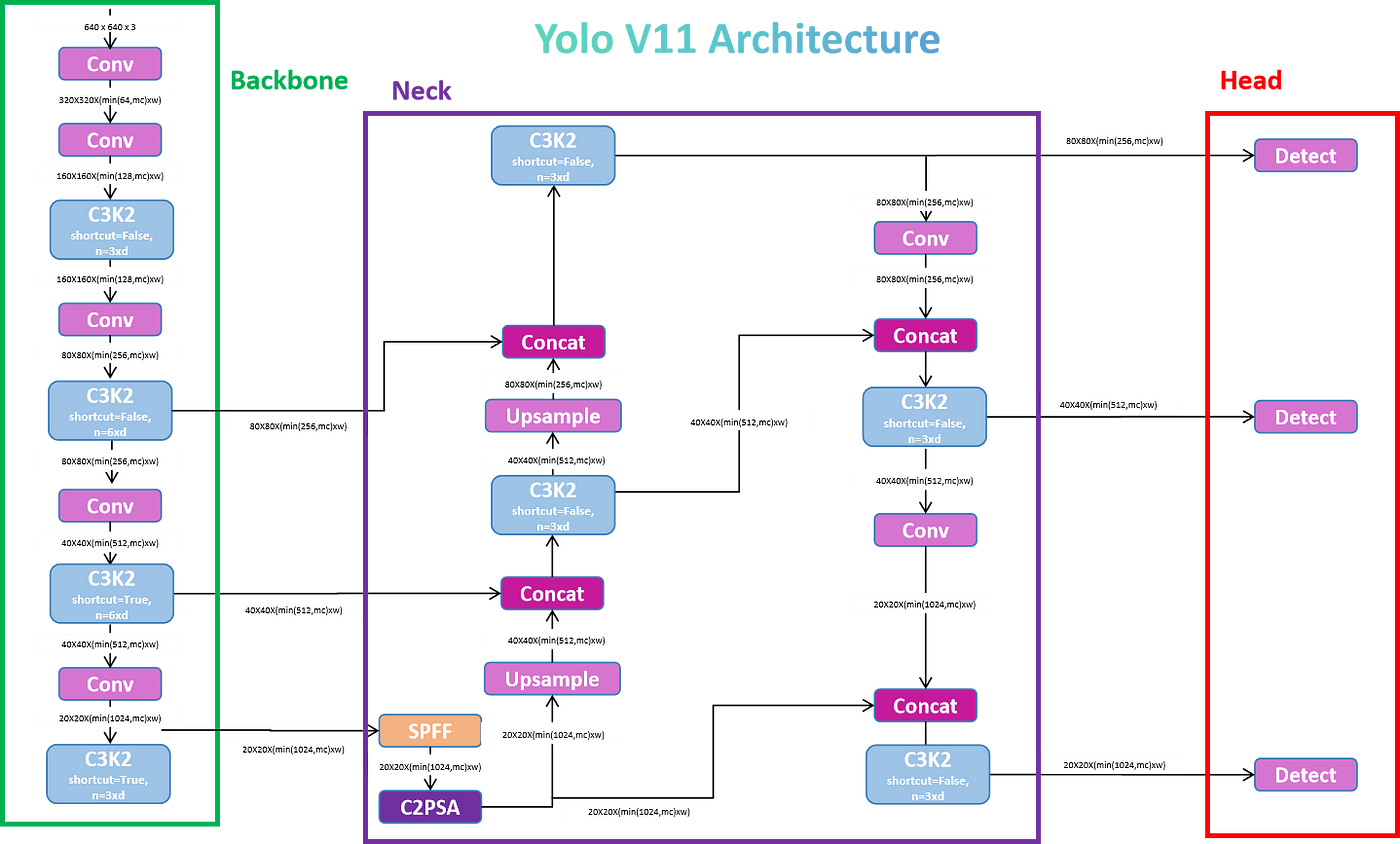 Yolo V11 Architecture
Backbone
Neck
Head
640 x 640 x 3
Conv
320X320X(min(64,mc)xw)
Conv
160X160X(min(128,mc)xw)
C3K2
shortcut=False,
n=3xd
160X160X(min(128,mc)xw)
Conv
80X80X(min(256,mc)xw)
C3K2
shortcut=False,
n=6xd
80X80X(min(256,mc)xw)
80X80X(min(256,mc)xw)
Conv
40X40X(min(512,mc)xw)
C3K2
shortcut=True,
n=6xd
40X40X(min(512,mc)xw)
40X40X(min(512,mc)xw)
Conv
20X20X(min(1024,mc)xw)
C3K2
shortcut=True,
n=3xd
20X20X(min(1024,mc)xw)
C3K2
shortcut=False,
n=3xd
Concat
80X80X(min(256,mc)xw)
Upsample
40X40X(min(512,mc)xw)
C3K2
shortcut=False,
n=3xd
Concat
40X40X(min(512,mc)xw)
Upsample
20X20X(min(1024,mc)xw)
SPFF
20X20X(min(1024,mc)xw)
C2PSA
20X20X(min(1024,mc)xw)
40X40X(min(512,mc)xw)
80X80X(min(256,mc)xw)
Conv
80X80X(min(256,mc)xw)
Concat
C3K2
shortcut=False,
n=3xd
40X40X(min(512,mc)xw)
Conv
20X20X(min(1024,mc)xw)
Concat
C3K2
shortcut=False,
n=3xd
80X80X(min(256,mc)xw)
Detect
40X40X(min(512,mc)xw)
Detect
20X20X(min(1024,mc)xw)
Detect